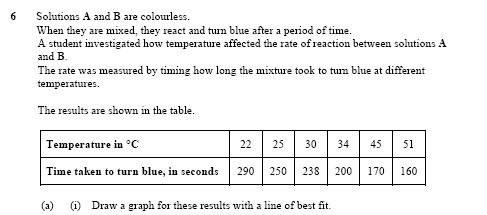 6 Solutions A and B are colourless.
When they are mixed, they react and turn blue after a period of time.
A student investigated how temperature affected the rate of reaction between solutions A
and B.
The rate was measured by timing how long the mixture took to turn blue at different
temperatures.
The results are shown in the table.
Temperature in °C 22 25 30 34 45 51
Time taken to turn blue, in seconds 290 250 238 200 170 160
(a) (i) Draw a graph for these results with a line of best fit.